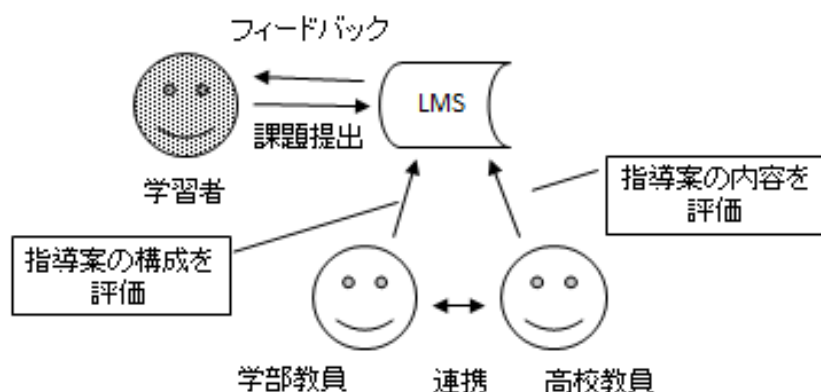 フィードバック
LMS
課題提出
学習者
指導案の内容を
評価
指導案の構成を
評価
学部教員
連携
高校教員